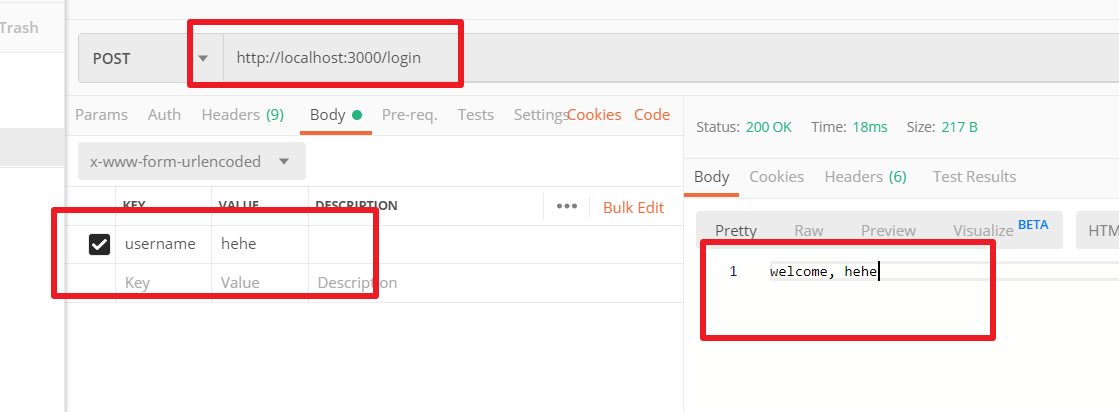 Trash
POST http://localhost:3000/login
Params Auth Headers (9) Body Pre-req. Tests Settings Cookies Code
x-www-form-urlencoded
KEY VALUE DESCRIPTION ••• Bulk Edit
username hehe
Key Value Description
Status: 200 OK Time: 18ms Size: 217 B
Body Cookies Headers (6) Test Results
Pretty Raw Preview Visualize BETA HTM
1 welcome, hehe